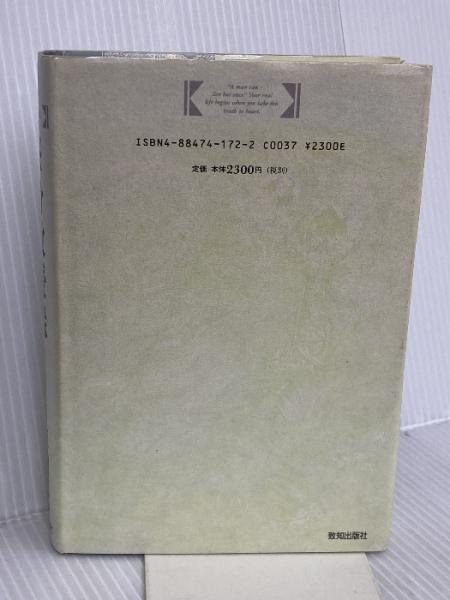 "A man can
live but once." Your real
life begins when you take this
truth to heart.
ISBN4-88474-172-2 C0037 ¥2300E
定価 本体2300円（税別）
致知出版社